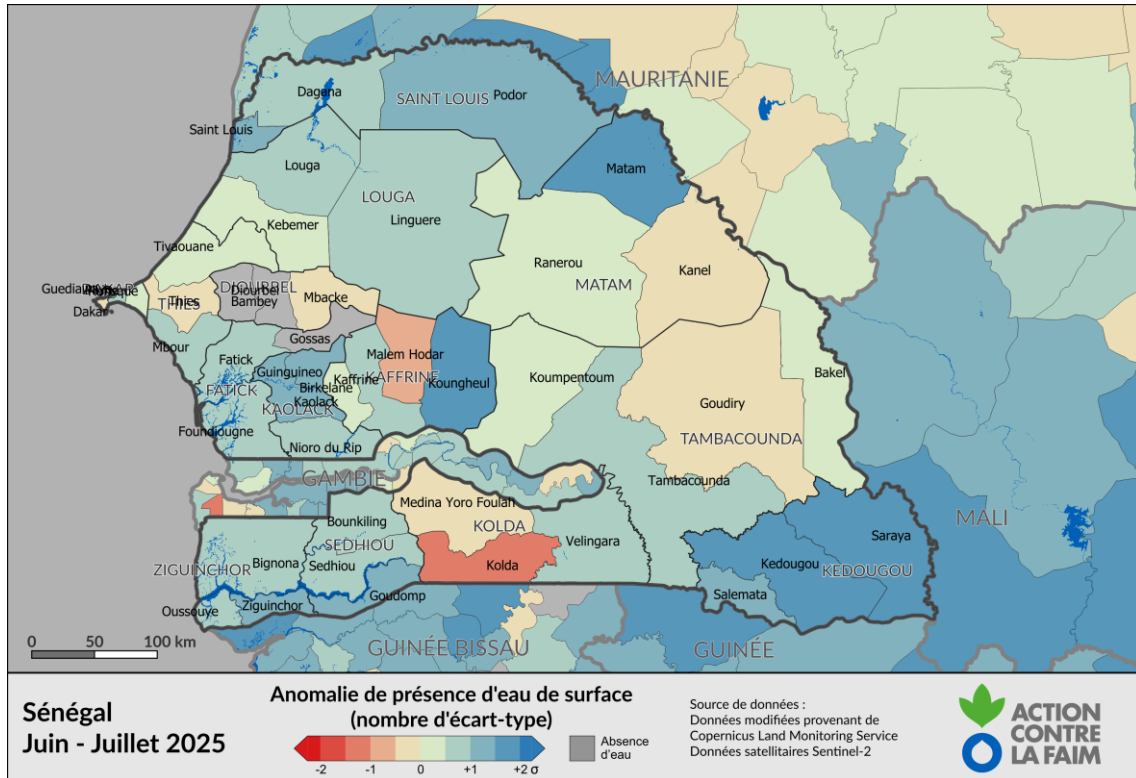 MAURITANIE
Dagana
SAINT LOUIS
Podor
Saint Louis
Louga
Matam
LOUGA
Linguere
Kebemer
Tivaouane
Ranerou
MATAM
Kanel
DIOURBEL
Diourbel
Bambey
Mbacke
THIES
Thies
Dakar
Gossas
Mbour
Fatick
Malem Hodar
Guinguineo
Kaffrine
KAFFRINE
Koungheul
Koumpentoum
Bakel
Birkelane
FATICK
Kaolack
KAOLACK
Goudiry
Foundiougne
Nioro du Rip
TAMBACOUNDA
GAMBIE
Tambacounda
Medina Yoro Foulah
MALI
Bounkiling
KOLDA
Saraya
SEDHIOU
Velingara
ZIGUINCHOR
Bignona
Sedhiou
Kolda
Kedougou
KEDOUGOU
Goudomp
Salemata
Oussouye
Ziguinchor
GUINÉE BISSAU
GUINÉE
0 50 100 km
Sénégal
Juin - Juillet 2025
Anomalie de présence d'eau de surface
(nombre d'écart-type)
-2 -1 0 +1 +2 σ
Absence
d'eau
Source de données :
Données modifiées provenant de
Copernicus Land Monitoring Service
Données satellitaires Sentinel-2
ACTION
CONTRE
LA FAIM